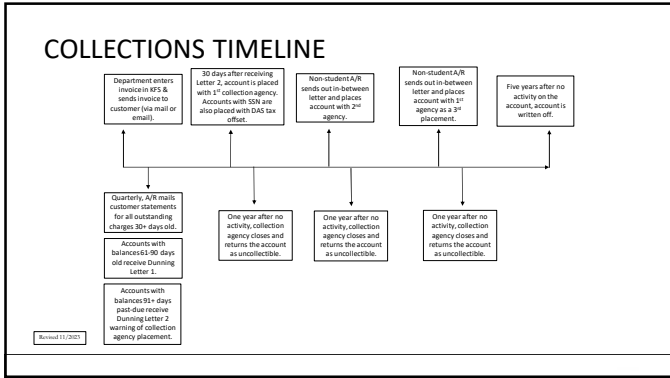 COLLECTIONS TIMELINE
Department enters
invoice in KFS &
sends invoice to
customer (via mail or
email).
30 days after receiving
Letter 2, account is placed
with 1st collection agency.
Accounts with SSN are
also placed with DAS tax
offset.
Non-student A/R
sends out in-between
letter and places
account with 2nd
agency.
Non-student A/R
sends out in-between
letter and places
account with 1st
agency as a 3rd
placement.
Five years after no
activity on the
account, account is
written off.
Quarterly, A/R mails
customer statements
for all outstanding
charges 30+ days old.
Accounts with
balances 61-90 days
old receive Dunning
Letter 1.
Accounts with
balances 91+ days
past-due receive
Dunning Letter 2
warning of collection
agency placement.
One year after no
activity, collection
agency closes and
returns the account
as uncollectible.
One year after no
activity, collection
agency closes and
returns the account
as uncollectible.
One year after no
activity, collection
agency closes and
returns the account
as uncollectible.
Revised 11/2023